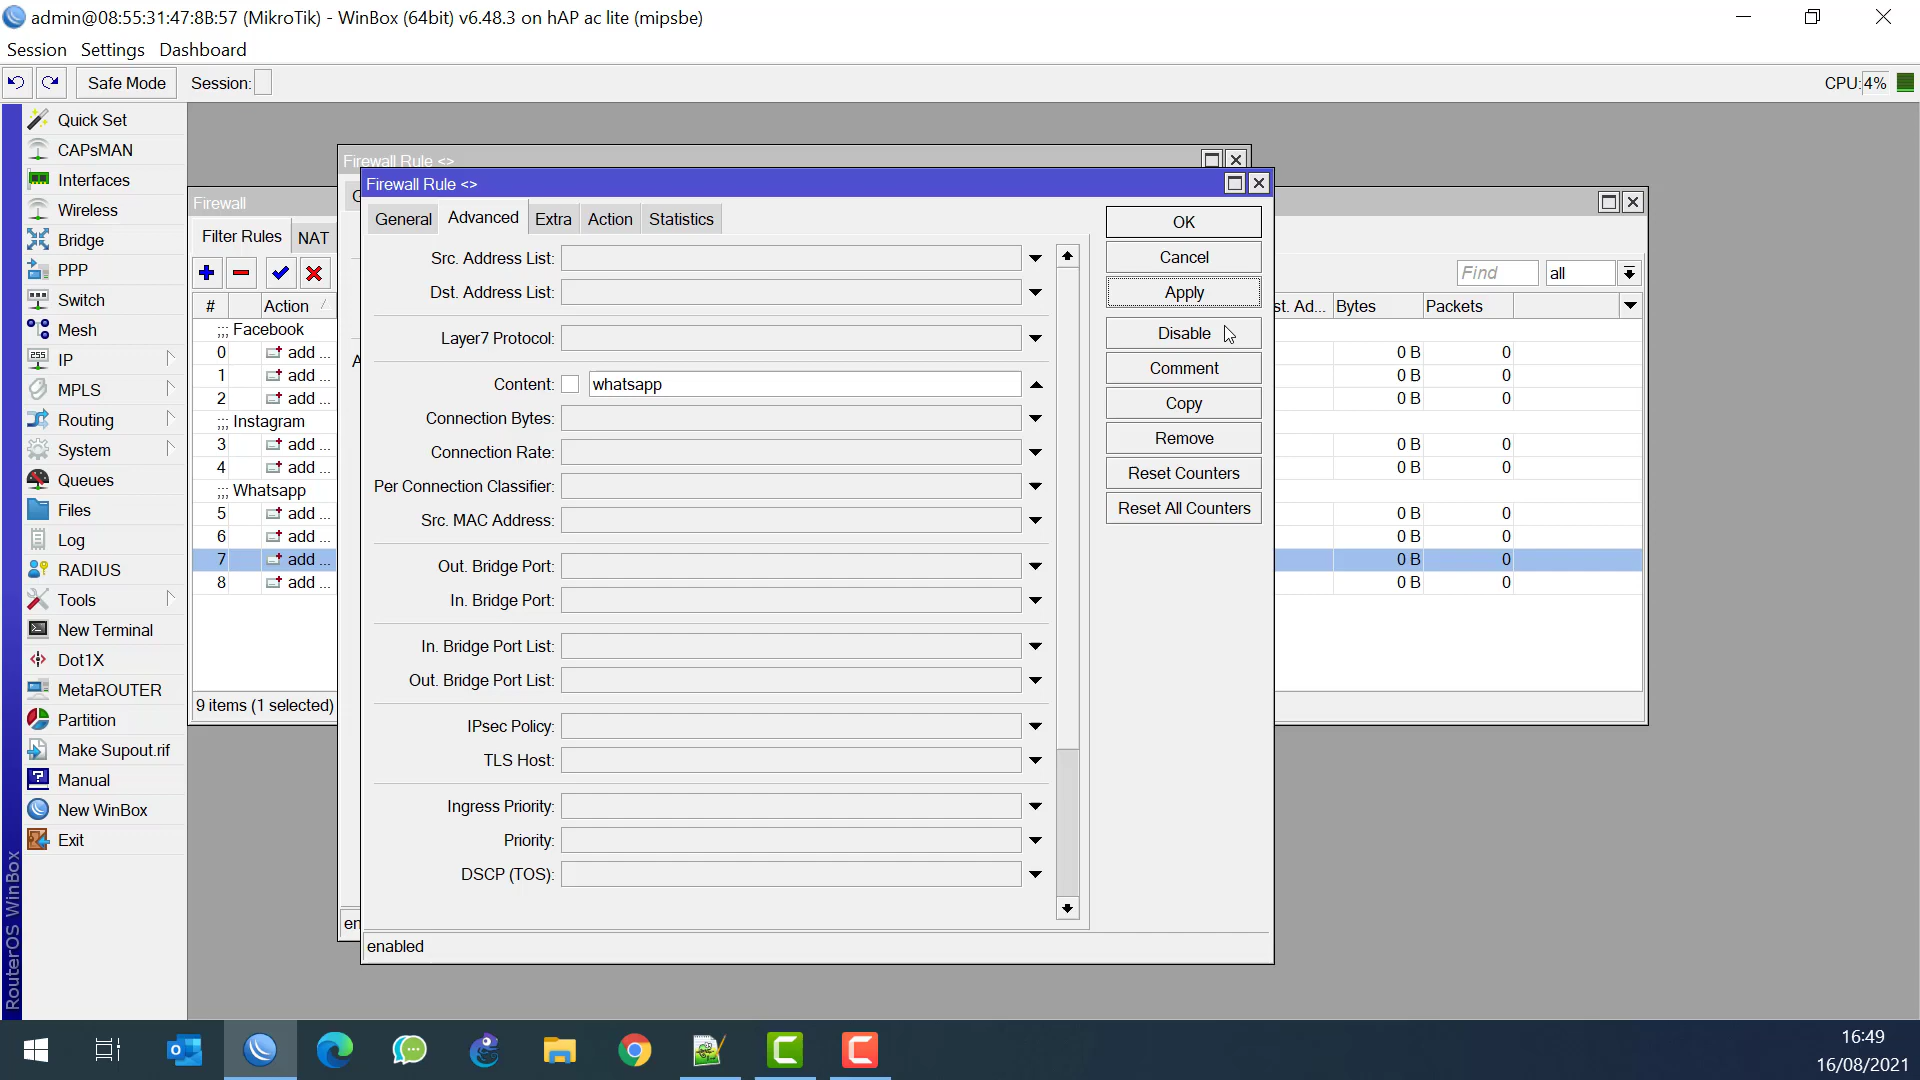 admin@08:55:31:47:8B:57 (MikroTik) - WinBox (64bit) v6.48.3 on hAP ac lite (mipsbe)
Session Settings Dashboard
Safe Mode Session: CPU: 4%
Quick Set
CAPsMAN
Interfaces
Wireless
Bridge
PPP
Switch
Mesh
IP
MPLS
Routing
System
Queues
Files
Log
RADIUS
Tools
New Terminal
Dot1X
MetaROUTER
Partition
Make Supout.rif
Manual
New WinBox
Exit
RouterOS WinBox
Firewall
Filter Rules NAT
# Action
;;; Facebook
0 add ...
1 add ...
2 add ...
;;; Instagram
3 add ...
4 add ...
;;; Whatsapp
5 add ...
6 add ...
7 add ...
8 add ...
9 items (1 selected)
Firewall Rule <>
Firewall Rule <>
General Advanced Extra Action Statistics
Src. Address List:
Dst. Address List:
Layer7 Protocol:
Content: whatsapp
Connection Bytes:
Connection Rate:
Per Connection Classifier:
Src. MAC Address:
Out. Bridge Port:
In. Bridge Port:
In. Bridge Port List:
Out. Bridge Port List:
IPsec Policy:
TLS Host:
Ingress Priority:
Priority:
DSCP (TOS):
enabled
en
OK
Cancel
Apply
Disable
Comment
Copy
Remove
Reset Counters
Reset All Counters
Find all
st. Ad... Bytes Packets
0 B 0
0 B 0
0 B 0
0 B 0
0 B 0
0 B 0
0 B 0
0 B 0
0 B 0
16:49
16/08/2021